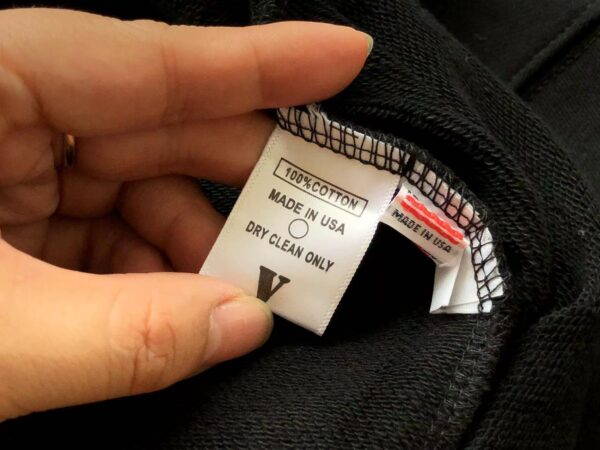 100%COTTON
MADE IN USA
DRY CLEAN ONLY
V
MADE IN USA